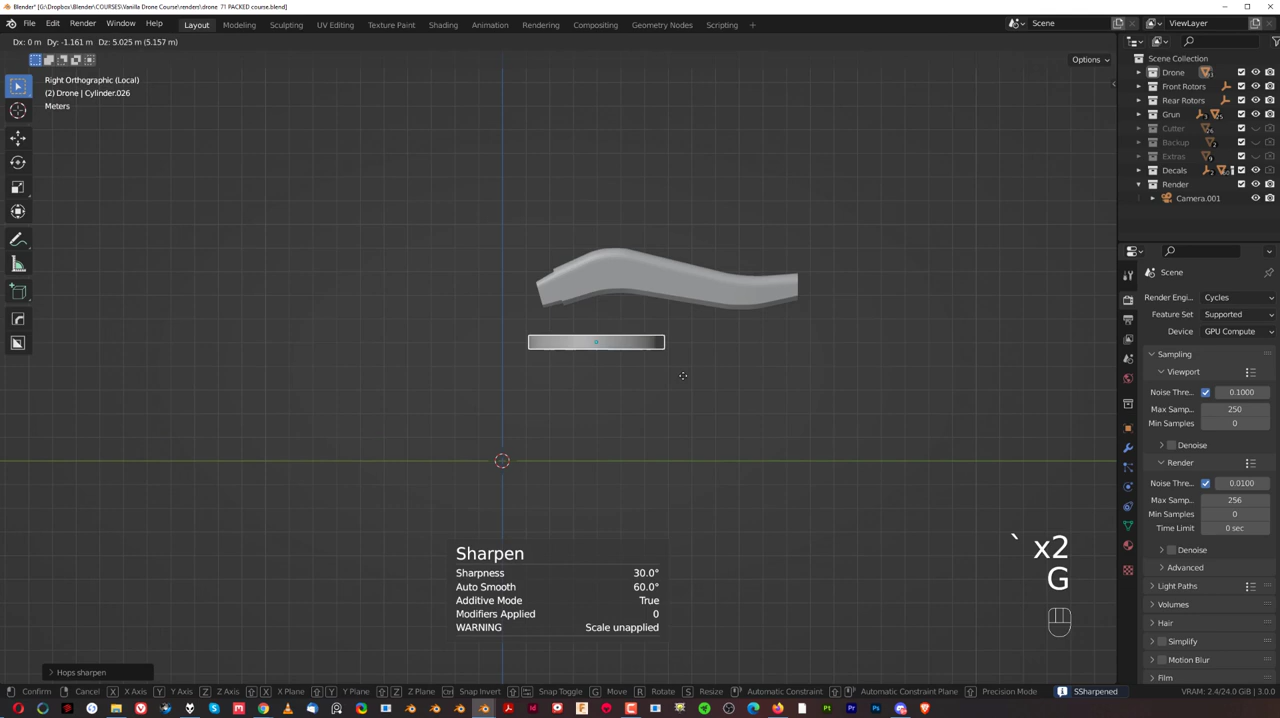 Blender* [G:\Dropbox\Blender\COURSES\Vanilla Drone Course\renders\drone 71 PACKED course.blend]
File Edit Render Window Help Layout Modeling Sculpting UV Editing Texture Paint Shading Animation Rendering Compositing Geometry Nodes Scripting + Scene ViewLayer
Dx: 0 m Dy: -1.161 m Dz: 5.025 m (5.157 m)
Options
Right Orthographic (Local)
(2) Drone | Cylinder.026
Meters
Scene Collection
Drone
Front Rotors
Rear Rotors
Grun
Cutter
Backup
Extras
Decals
Render
Camera.001
Scene
Render Engi.. Cycles
Feature Set Supported
Device GPU Compute
Sampling
Viewport
Noise Thre.. 0.1000
Max Samp.. 250
Min Samples 0
Denoise
Render
Noise Thre.. 0.0100
Max Samp.. 256
Min Samples 0
Time Limit 0 sec
Denoise
Advanced
Light Paths
Volumes
Hair
Simplify
Motion Blur
Film
Sharpen
Sharpness 30.0°
Auto Smooth 60.0°
Additive Mode True
Modifiers Applied 0
WARNING Scale unapplied
` x2
G
Hops sharpen
Confirm Cancel X X Axis Y Y Axis Z Z Axis X X Plane Y Y Plane Z Z Plane Snap Invert Snap Toggle G Move R Rotate S Resize Automatic Constraint Automatic Constraint Plane Precision Mode SSharpened VRAM: 2.4/24.0 GiB | 3.0.0